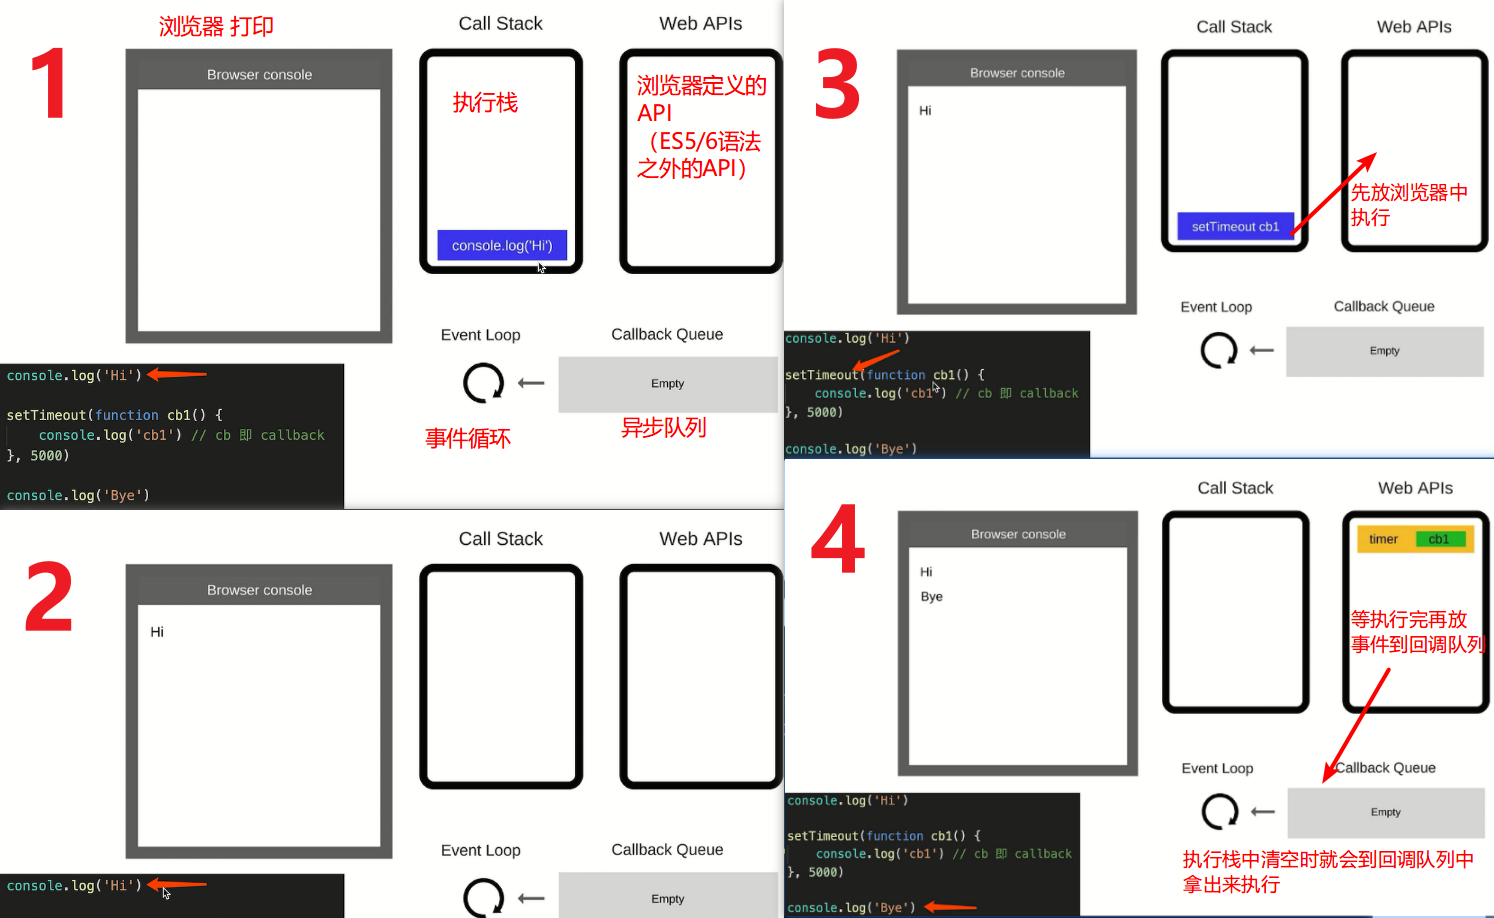 1
浏览器 打印
Browser console
Call Stack
执行栈
console.log('Hi')
Web APIs
浏览器定义的
API
（ES5/6语法
之外的API）
Event Loop
事件循环
Callback Queue
Empty
异步队列
console.log('Hi')
setTimeout(function cb1() {
console.log('cb1') // cb 即 callback
}, 5000)
console.log('Bye')
2
Browser console
Hi
Call Stack
Web APIs
Event Loop
Callback Queue
Empty
console.log('Hi')
3
Browser console
Hi
Call Stack
setTimeout cb1
Web APIs
先放浏览器中
执行
Event Loop
Callback Queue
Empty
console.log('Hi')
setTimeout(function cb1() {
console.log('cb1') // cb 即 callback
}, 5000)
console.log('Bye')
4
Browser console
Hi
Bye
Call Stack
Web APIs
timer cb1
等执行完再放
事件到回调队列
Event Loop
Callback Queue
Empty
执行栈中清空时就会到回调队列中
拿出来执行
console.log('Hi')
setTimeout(function cb1() {
console.log('cb1') // cb 即 callback
}, 5000)
console.log('Bye')